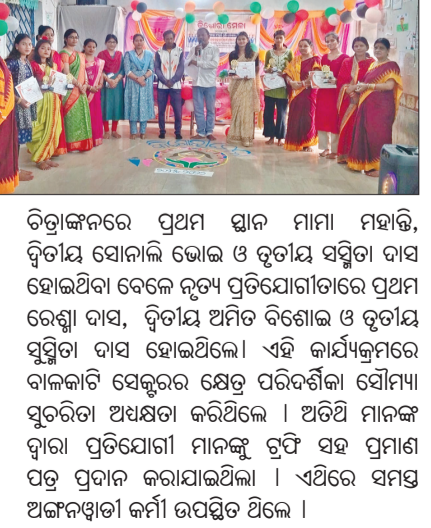 କିଶୋରୀ ମେଳା
ଚିତ୍ରାଙ୍କନରେ ପ୍ରଥମ ସ୍ଥାନ ମାମା ମହାନ୍ତି,
ଦ୍ୱିତୀୟ ସୋନାଲି ଭୋଇ ଓ ତୃତୀୟ ସସ୍ମିତା ଦାସ
ହୋଇଥିବା ବେଳେ ନୃତ୍ୟ ପ୍ରତିଯୋଗୀତାରେ ପ୍ରଥମ
ରେଶ୍ମା ଦାସ, ଦ୍ୱିତୀୟ ଅମିତ ବିଶୋଇ ଓ ତୃତୀୟ
ସୁସ୍ମିତା ଦାସ ହୋଇଥିଲେ। ଏହି କାର୍ଯ୍ୟକ୍ରମରେ
ବାଳକାଟି ସେକ୍ଟରର କ୍ଷେତ୍ର ପରିଦର୍ଶିକା ସୌମ୍ୟା
ସୁଚରିତା ଅଧ୍ୟକ୍ଷତା କରିଥିଲେ । ଅତିଥି ମାନଙ୍କ
ଦ୍ୱାରା ପ୍ରତିଯୋଗୀ ମାନଙ୍କୁ ଟ୍ରଫି ସହ ପ୍ରମାଣ
ପତ୍ର ପ୍ରଦାନ କରାଯାଇଥିଲା । ଏଥିରେ ସମସ୍ତ
ଅଙ୍ଗନୱାଡୀ କର୍ମୀ ଉପସ୍ଥିତ ଥିଲେ ।